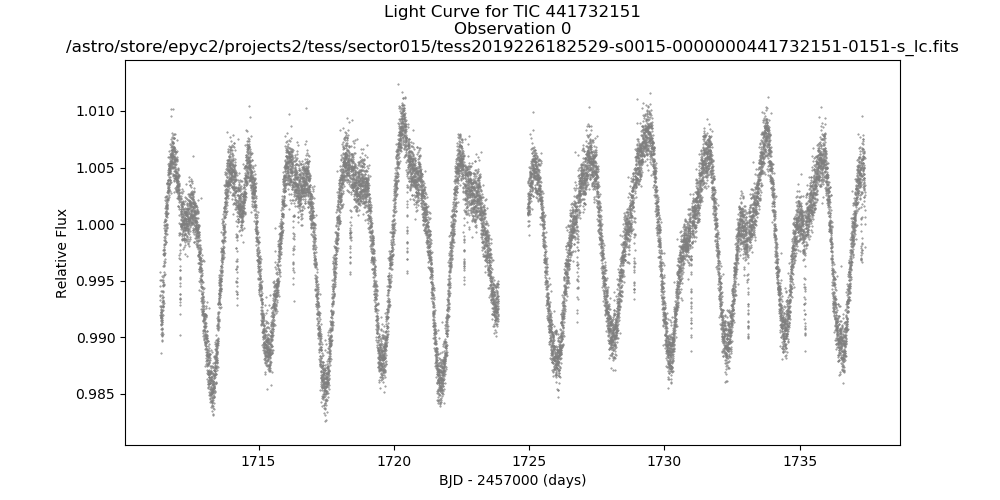 Light Curve for TIC 441732151
Observation 0
/astro/store/epyc2/projects2/tess/sector015/tess2019226182529-s0015-0000000441732151-0151-s_lc.fits
1.010
1.005
1.000
0.995
0.990
0.985
Relative Flux
1715
1720
1725
1730
1735
BJD - 2457000 (days)